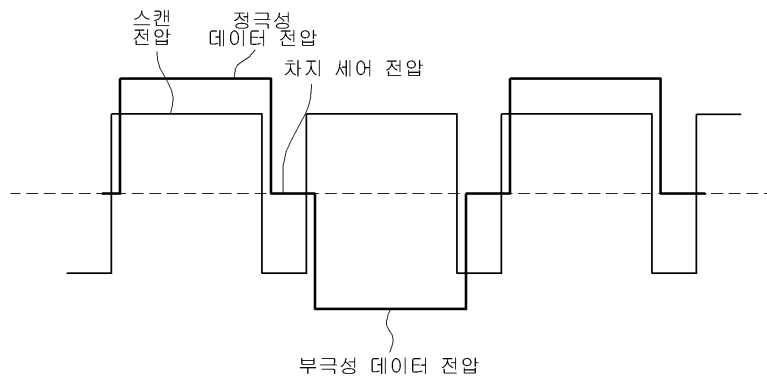 스캔
전압
정극성
데이터 전압
차지 세어 전압
부극성 데이터 전압